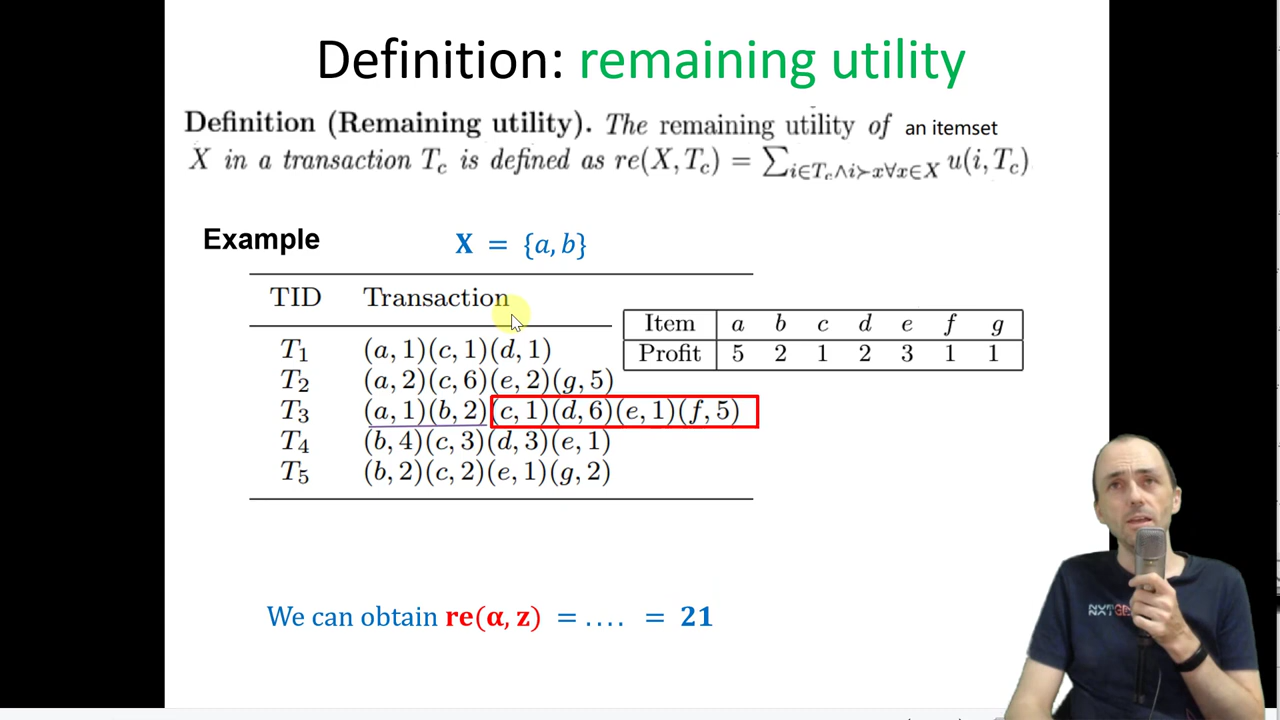 Definition: remaining utility
Definition (Remaining utility). The remaining utility of an itemset
X in a transaction T_c is defined as re(X, T_c) = ∑_{i∈T_c∧i≻x∀x∈X} u(i, T_c)
Example
X = {a, b}
TID Transaction
T₁ (a, 1)(c, 1)(d, 1)
T₂ (a, 2)(c, 6)(e, 2)(g, 5)
T₃ (a, 1)(b, 2)(c, 1)(d, 6)(e, 1)(f, 5)
T₄ (b, 4)(c, 3)(d, 3)(e, 1)
T₅ (b, 2)(c, 2)(e, 1)(g, 2)
Item a b c d e f g
Profit 5 2 1 2 3 1 1
We can obtain re(α, z) = .... = 21